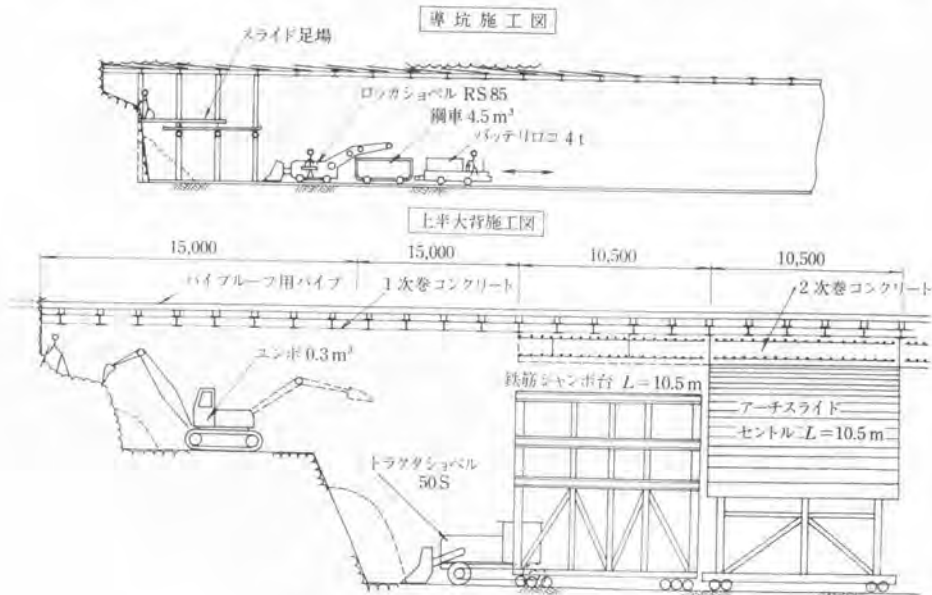 導坑施工図
スライド足場
ロッカショベル RS85
鋼車 4.5 m³
バッテリロコ 4 t
上半大背施工図
15,000
15,000
10,500
10,500
パイプルーフ用パイプ
1次巻コンクリート
2次巻コンクリート
ユンボ 0.3 m³
鉄筋ジャンボ台 L＝10.5 m
アーチスライド
セントル L＝10.5 m
トラクタショベル
50S